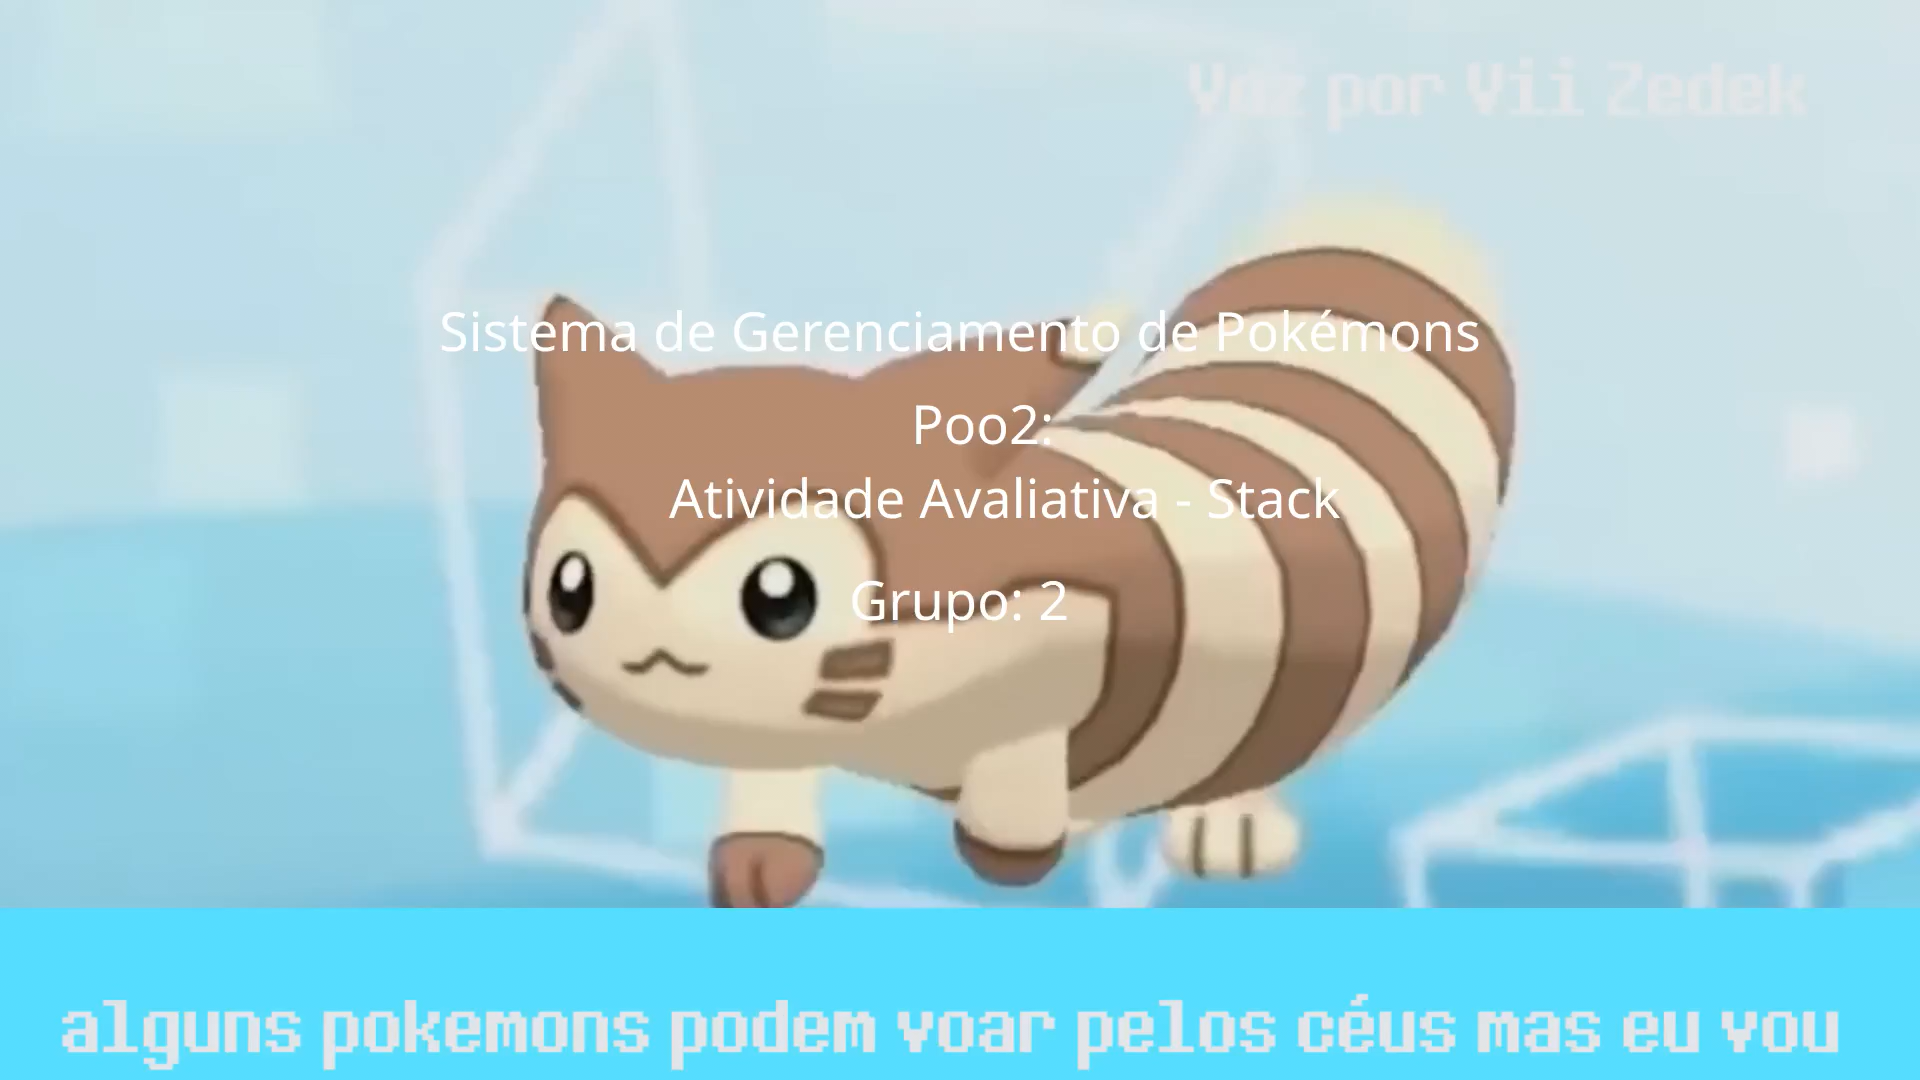 Voz por Vii Zedek
Sistema de Gerenciamento de Pokémons
Poo2:
Atividade Avaliativa - Stack
Grupo: 2
alguns pokemons podem voar pelos céus mas eu vou